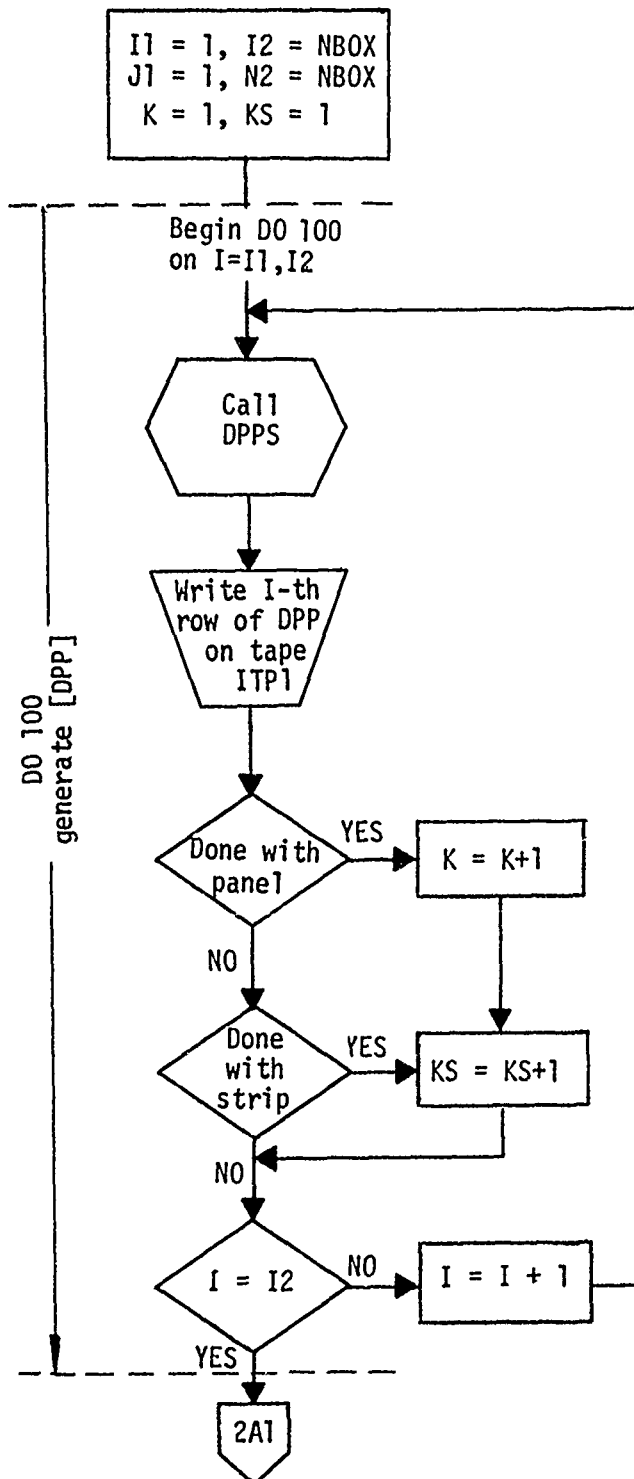 I1 = 1, I2 = NBOX
J1 = 1, N2 = NBOX
K = 1, KS = 1
Begin DO 100
on I=I1,I2
Call
DPPS
Write I-th
row of DPP
on tape
ITP1
DO 100
generate [DPP]
Done with
panel
YES
K = K+1
NO
Done
with
strip
YES
KS = KS+1
NO
I = I2
NO
I = I + 1
YES
2A1